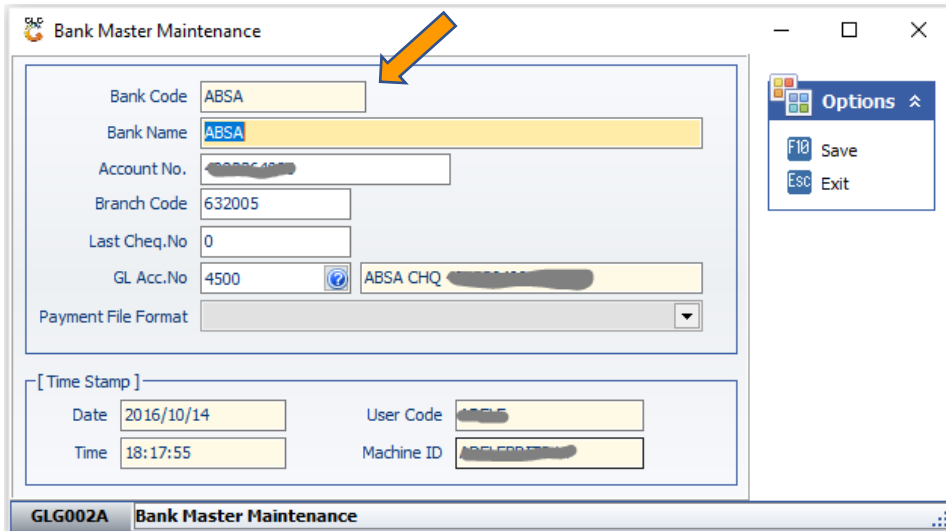 Bank Master Maintenance
Bank Code ABSA
Options
Bank Name ABSA
F10 Save
Account No.
Esc Exit
Branch Code 632005
Last Cheq.No 0
GL Acc.No 4500 ABSA CHQ
Payment File Format
[ Time Stamp ]
Date 2016/10/14 User Code
Time 18:17:55 Machine ID
GLG002A Bank Master Maintenance